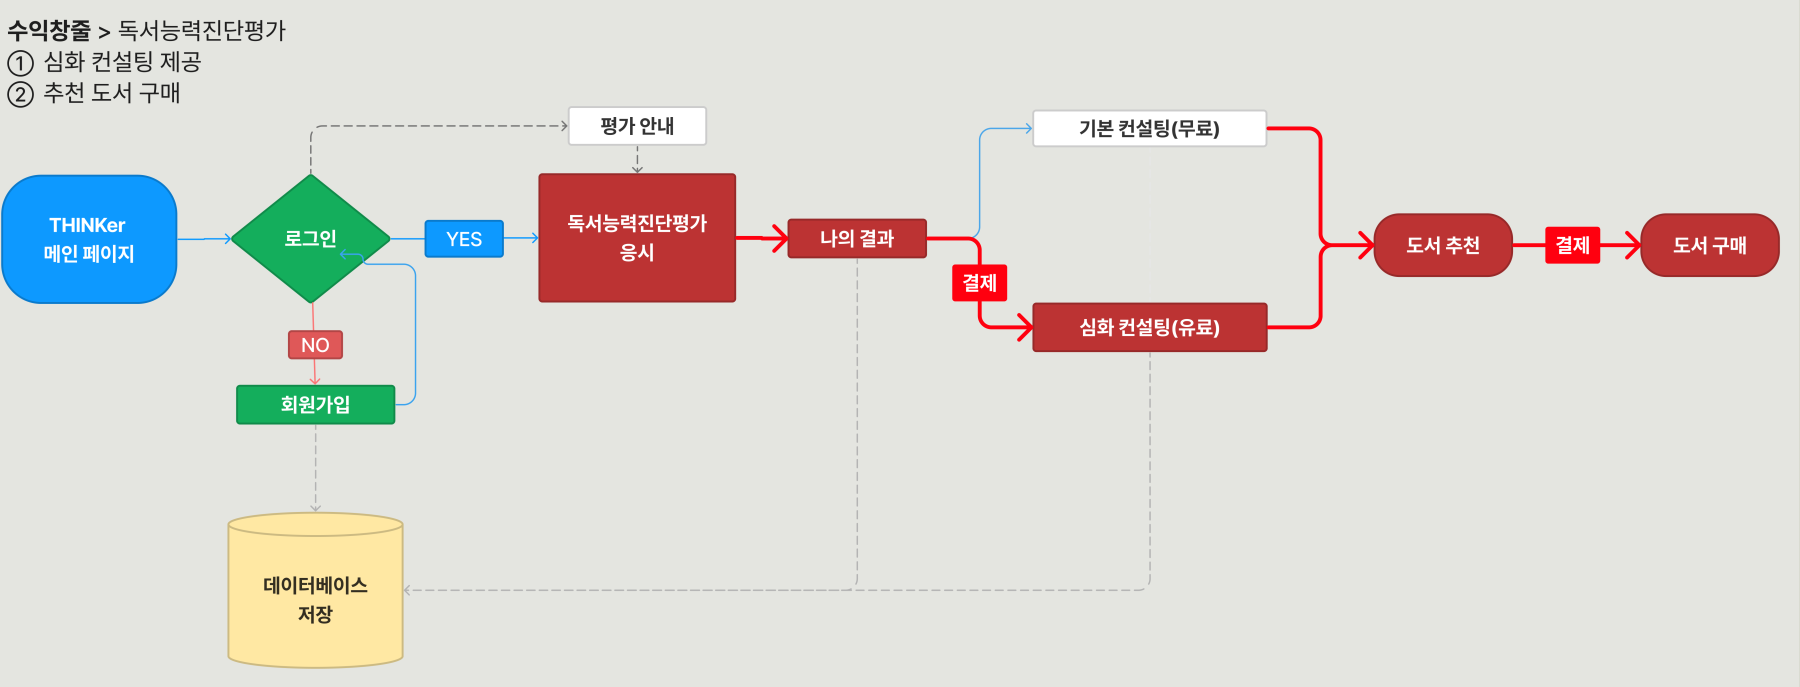 수익창줄 > 독서능력진단평가
① 심화 컨설팅 제공
② 추천 도서 구매
평가 안내
기본 컨설팅(무료)
THINKer
메인 페이지
로그인
YES
독서능력진단평가
응시
나의 결과
결제
도서 추천
결제
도서 구매
심화 컨설팅(유료)
NO
회원가입
데이터베이스
저장